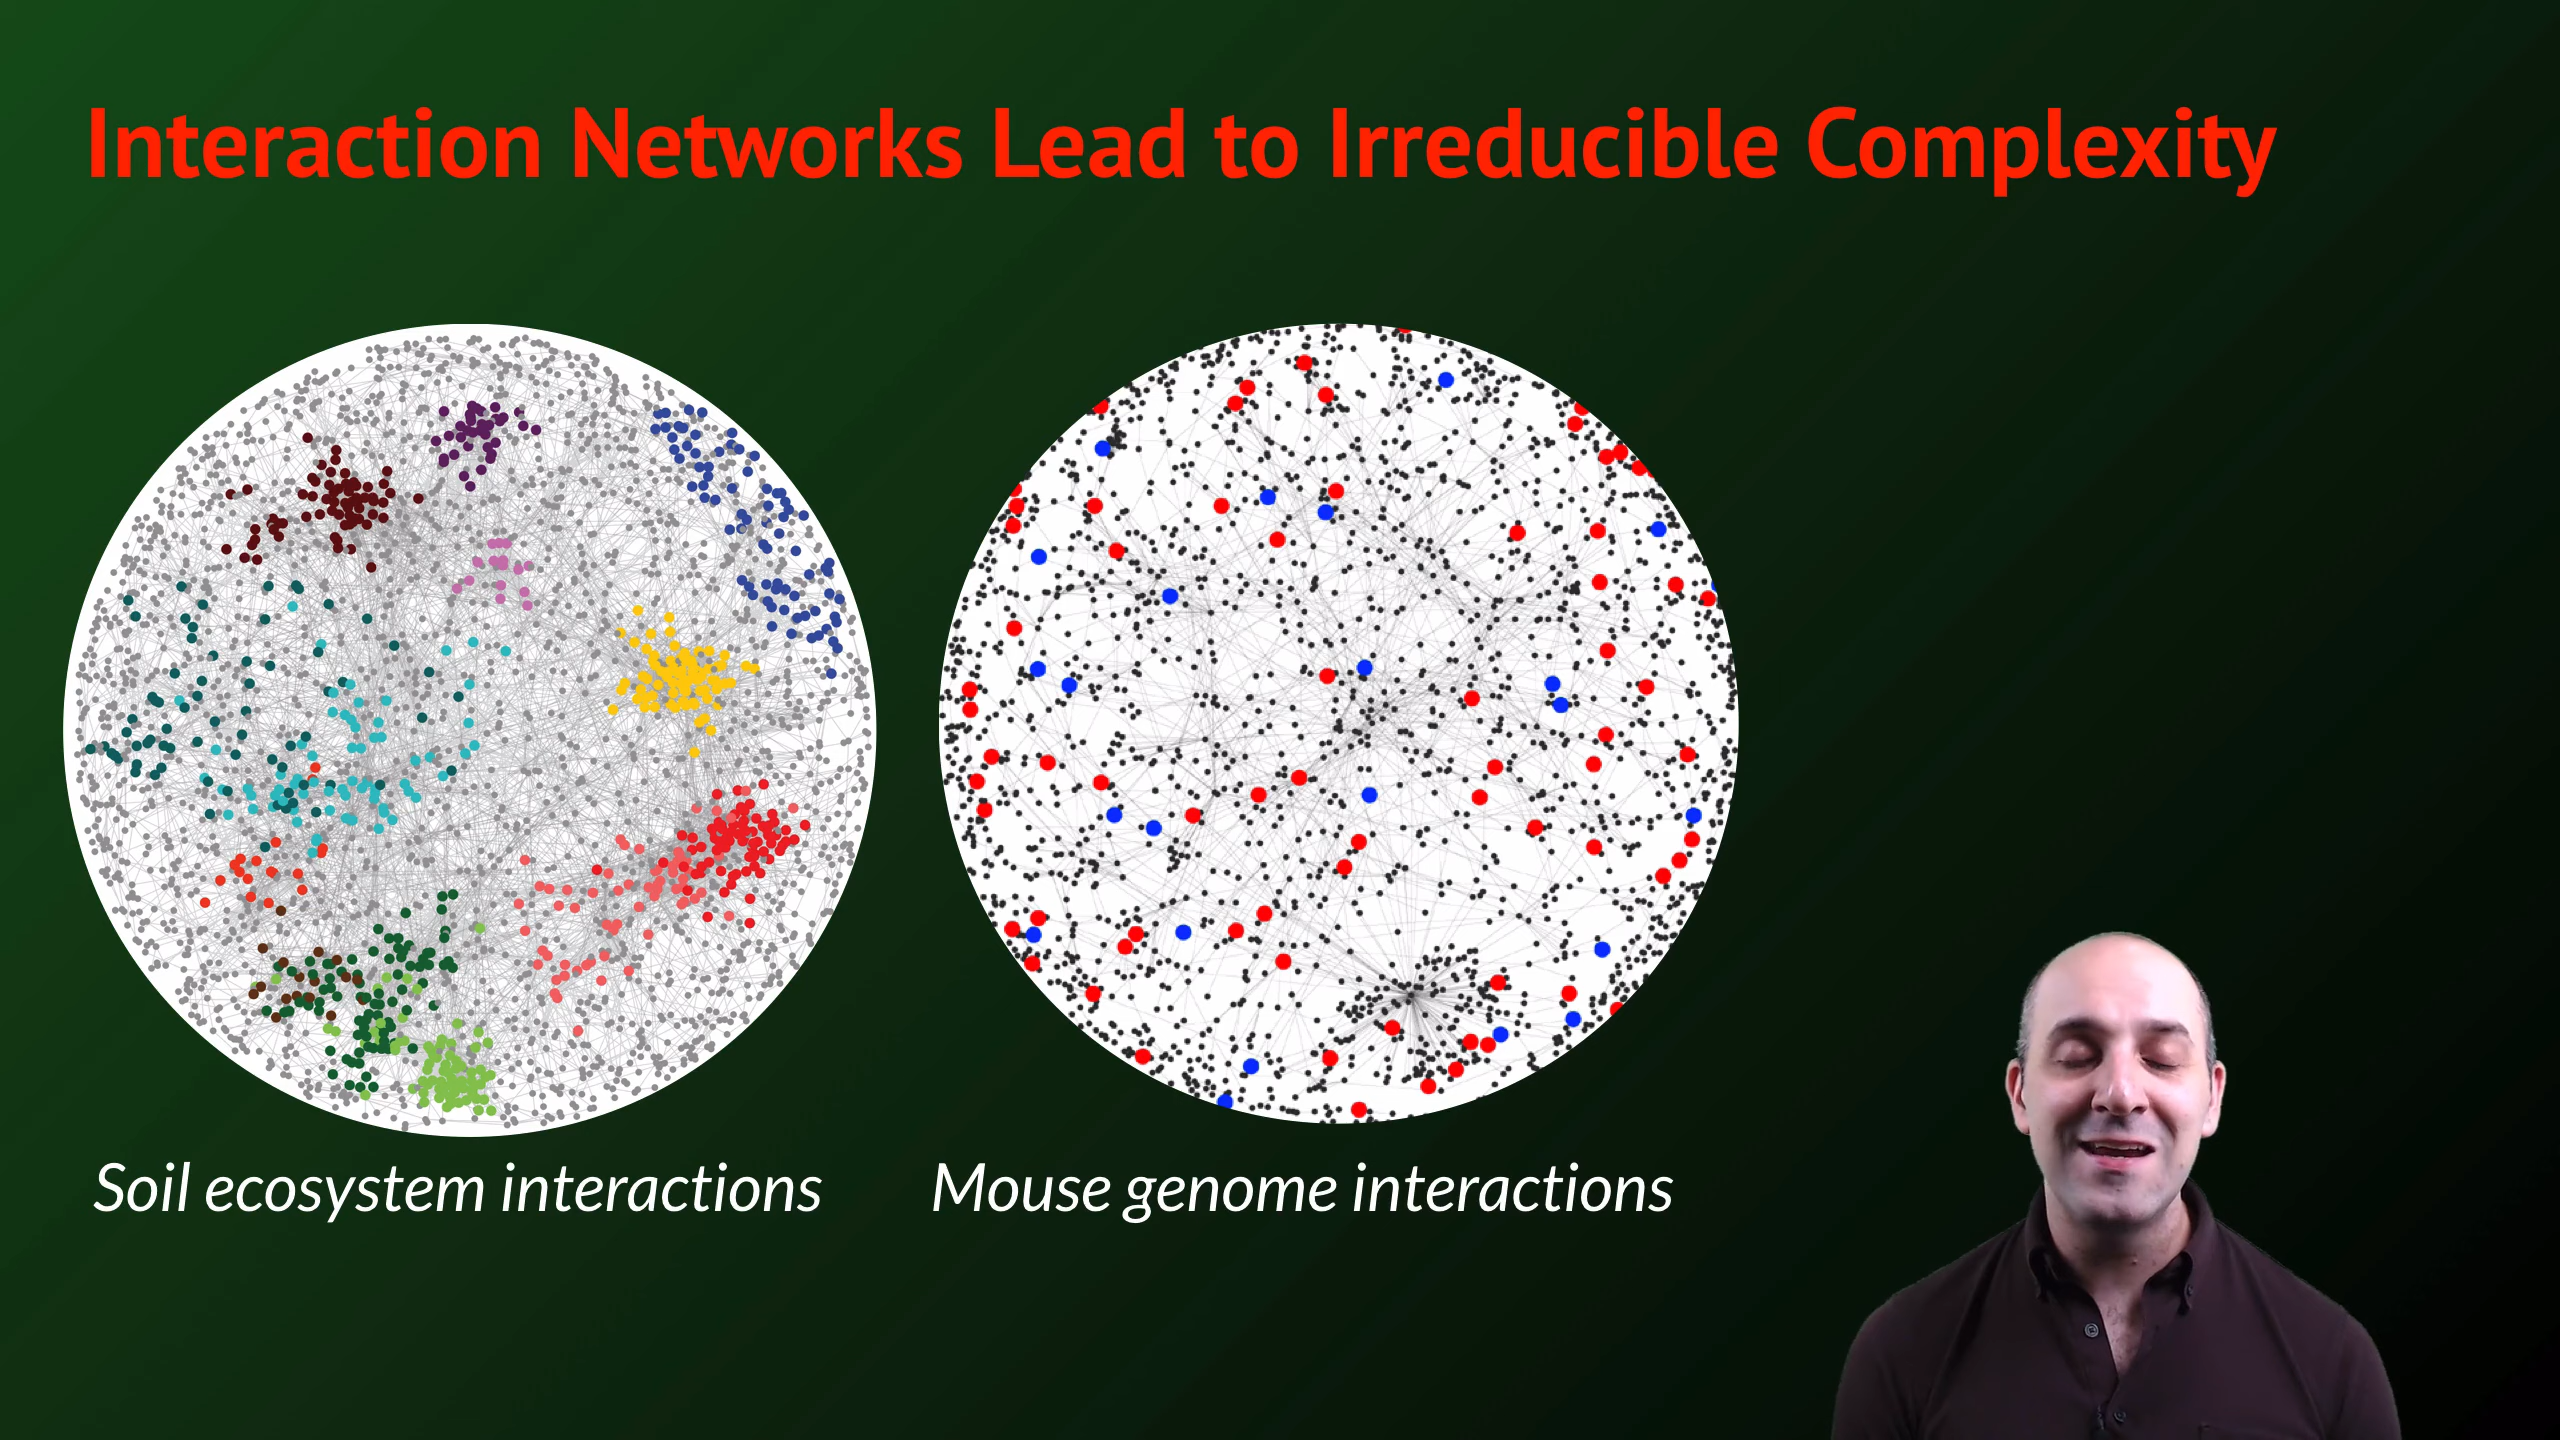 Interaction Networks Lead to Irreducible Complexity
Soil ecosystem interactions
Mouse genome interactions